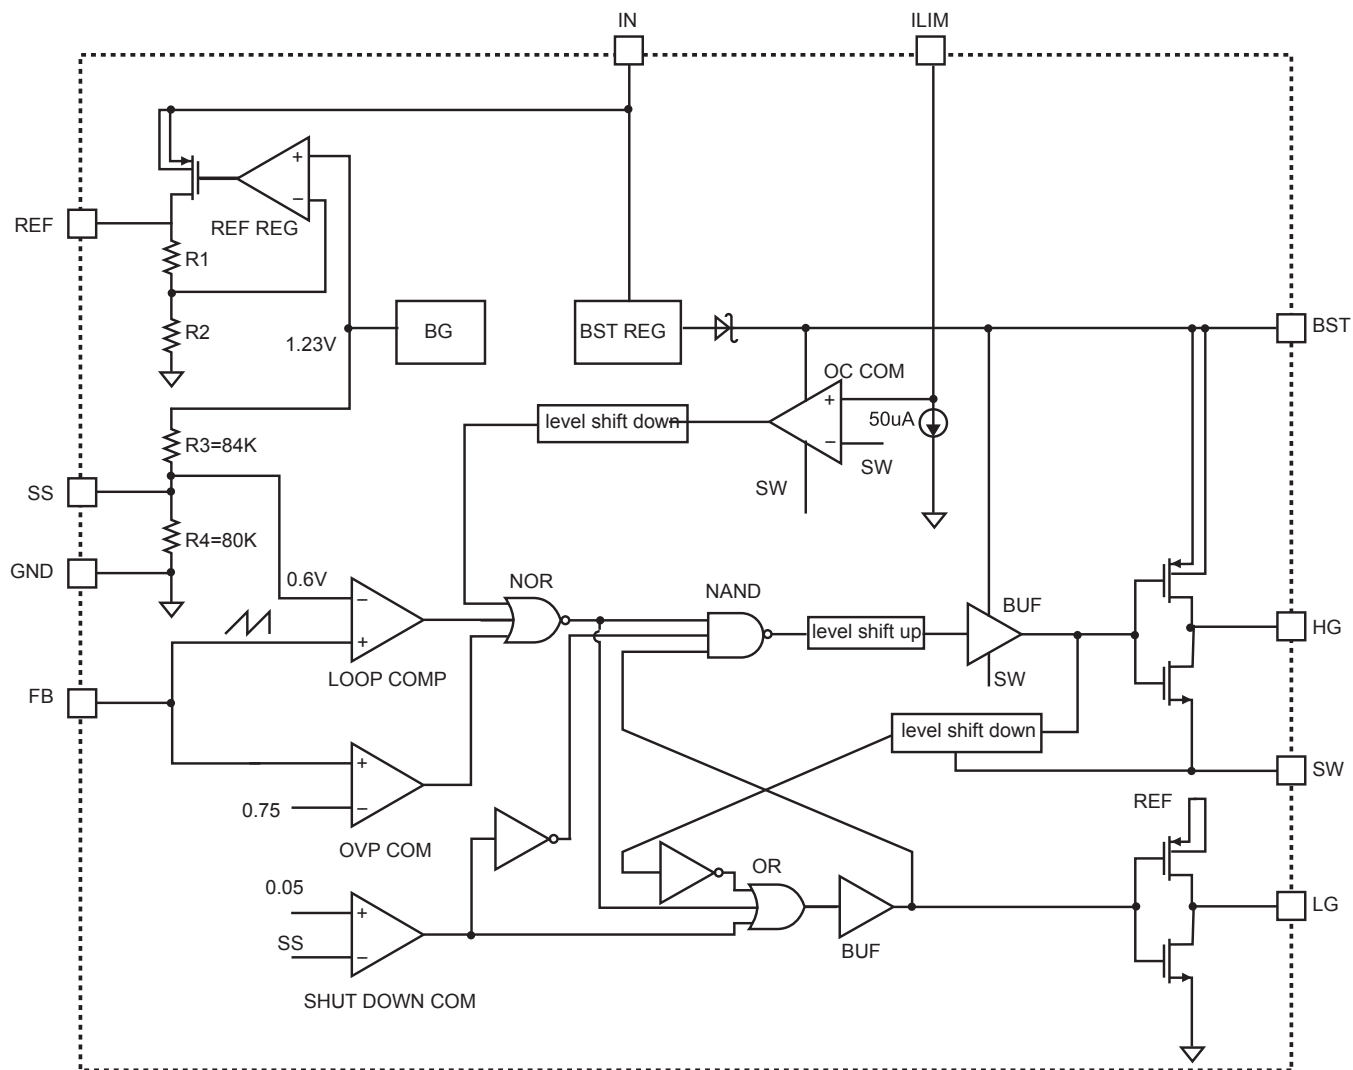 IN
ILIM
REF
REF REG
R1
R2
1.23V
BG
BST REG
BST
OC COM
+
−
+
−
50uA
level shift down
SW
SW
R3=84K
SS
R4=80K
GND
0.6V
−
+
LOOP COMP
NOR
NAND
level shift up
BUF
SW
HG
FB
level shift down
SW
+
−
0.75
OVP COM
REF
0.05
+
SS
−
SHUT DOWN COM
OR
BUF
LG